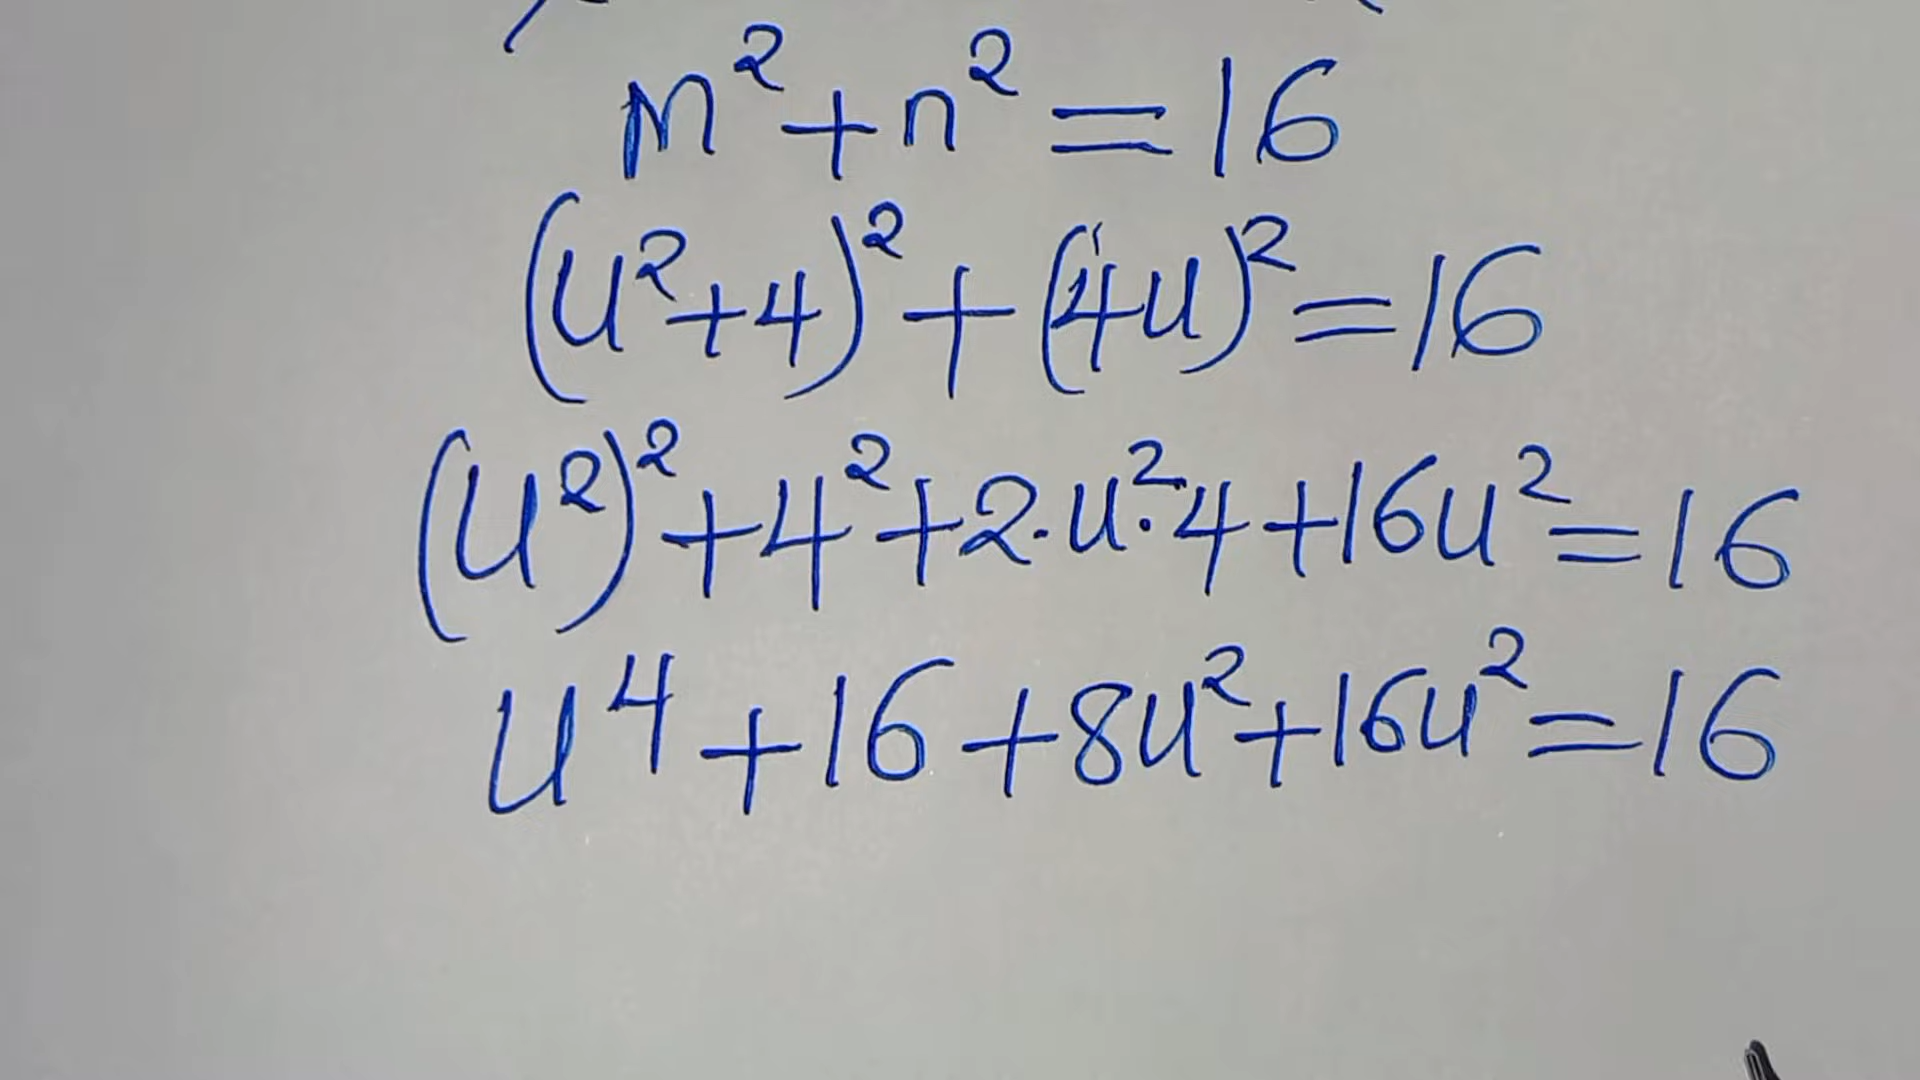 m² + n² = 16
(u² + 4)² + (4u)² = 16
(u²)² + 4² + 2·u²·4 + 16u² = 16
u⁴ + 16 + 8u² + 16u² = 16